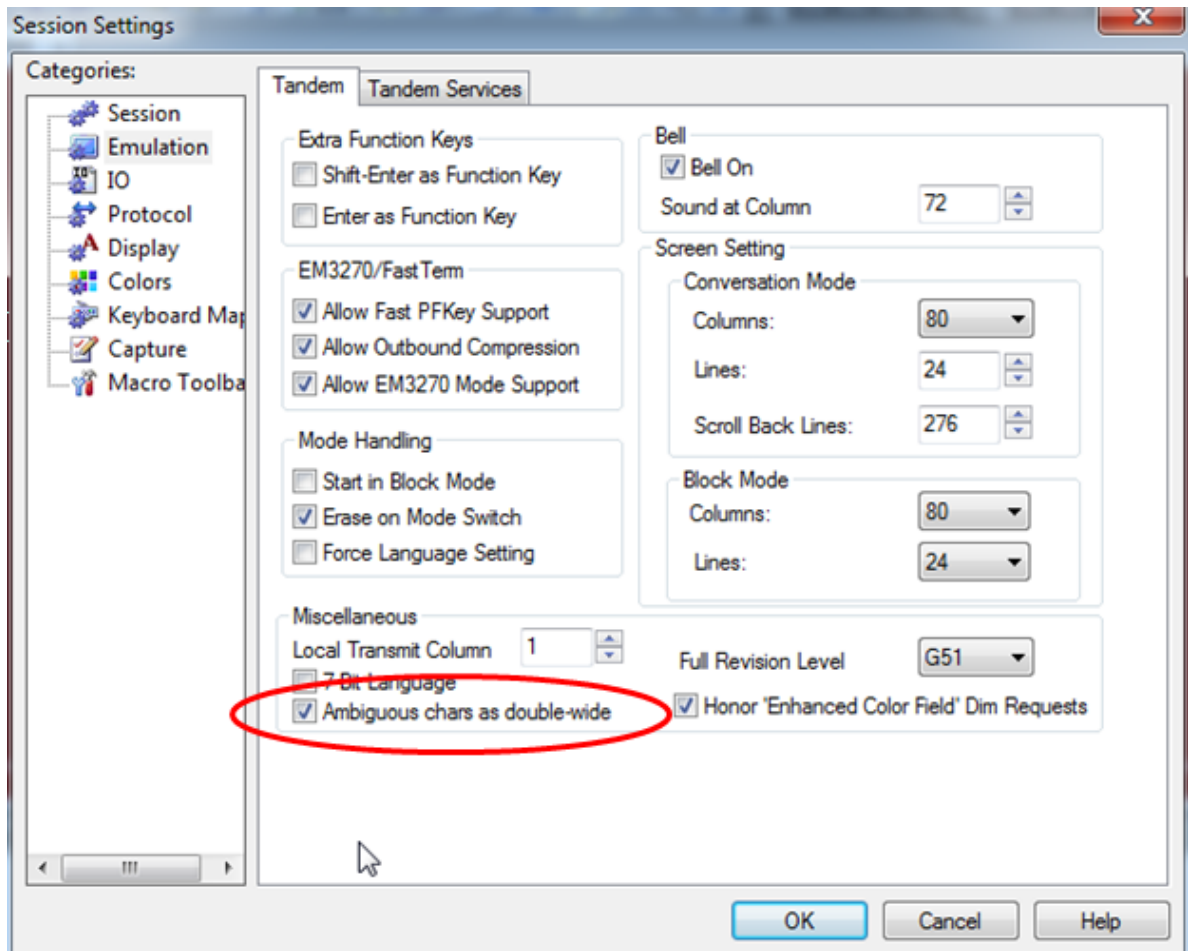 Session Settings
Categories:
Session
Emulation
IO
Protocol
Display
Colors
Keyboard Map
Capture
Macro Toolba
Tandem
Tandem Services
Extra Function Keys
Shift-Enter as Function Key
Enter as Function Key
EM3270/FastTerm
Allow Fast PFKey Support
Allow Outbound Compression
Allow EM3270 Mode Support
Mode Handling
Start in Block Mode
Erase on Mode Switch
Force Language Setting
Bell
Bell On
Sound at Column 72
Screen Setting
Conversation Mode
Columns: 80
Lines: 24
Scroll Back Lines: 276
Block Mode
Columns: 80
Lines: 24
Miscellaneous
Local Transmit Column 1
7-Bit Language
Ambiguous chars as double-wide
Full Revision Level G51
Honor 'Enhanced Color Field' Dim Requests
OK Cancel Help